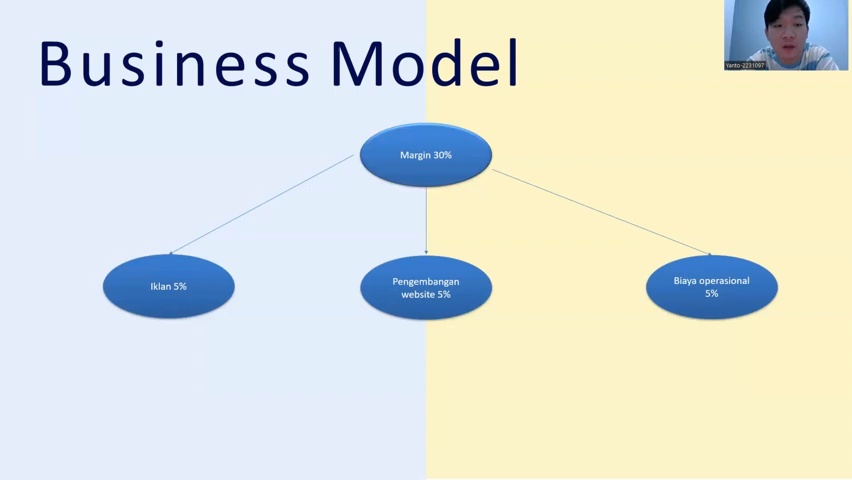 Business Model
Yanto-2231097
Margin 30%
Iklan 5%
Pengembangan
website 5%
Biaya operasional
5%